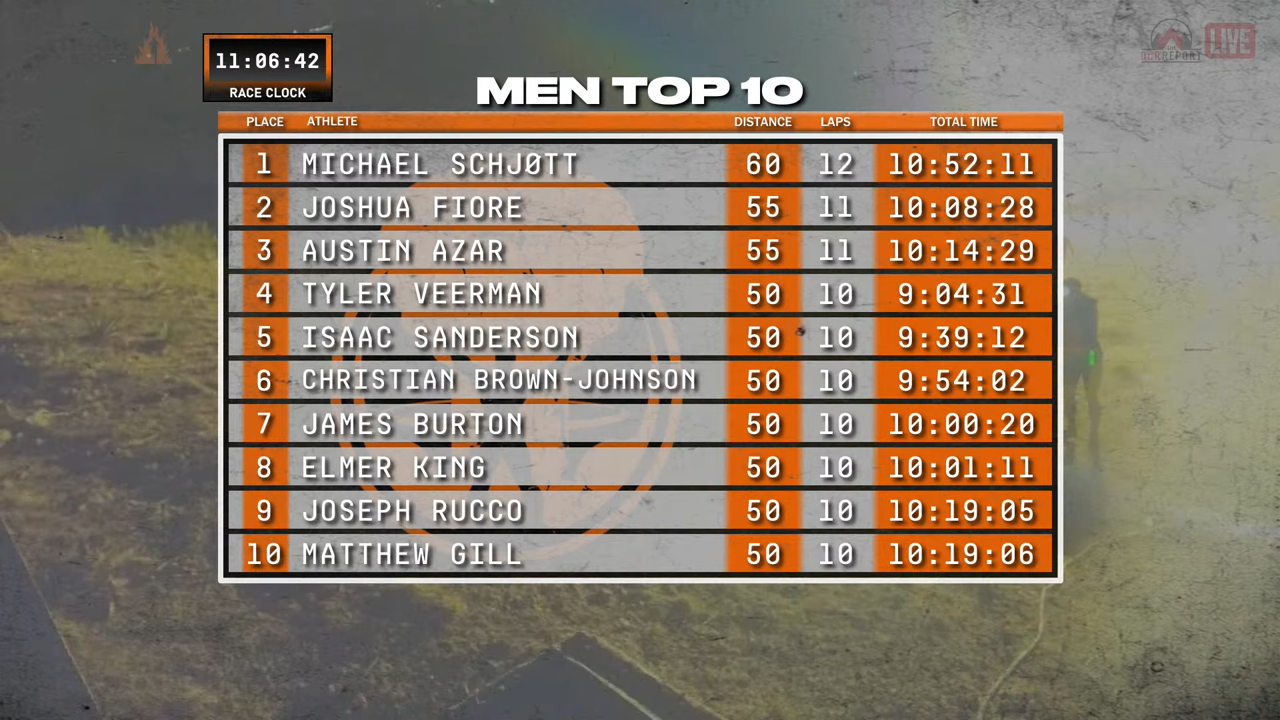 11:06:42
RACE CLOCK
REPORT LIVE
MEN TOP 10
PLACE ATHLETE DISTANCE LAPS TOTAL TIME
1 MICHAEL SCHJØTT 60 12 10:52:11
2 JOSHUA FIORE 55 11 10:08:28
3 AUSTIN AZAR 55 11 10:14:29
4 TYLER VEERMAN 50 10 9:04:31
5 ISAAC SANDERSON 50 10 9:39:12
6 CHRISTIAN BROWN-JOHNSON 50 10 9:54:02
7 JAMES BURTON 50 10 10:00:20
8 ELMER KING 50 10 10:01:11
9 JOSEPH RUCCO 50 10 10:19:05
10 MATTHEW GILL 50 10 10:19:06